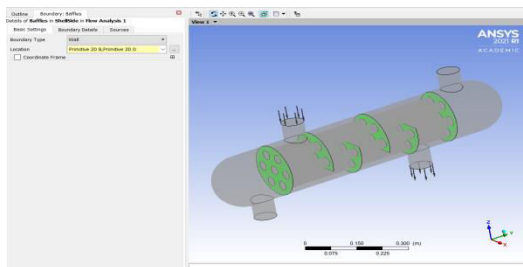 Outline
Boundary: Baffles
Details of Baffles in ShellSide in Flow Analysis 1
Basic Settings
Boundary Details
Sources
Boundary Type
Wall
Location
Primitive 2D B,Primitive 2D D
Coordinate Frame
View 1
ANSYS
2021 R1
ACADEMIC
Z
Y
X
0
0.150
0.300 (m)
0.075
0.225